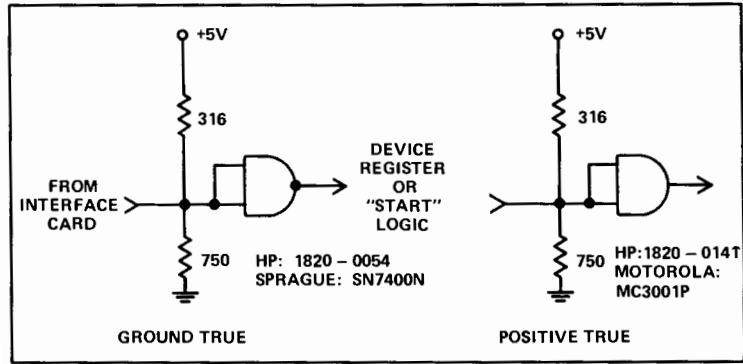 +5V
316
FROM
INTERFACE
CARD
750
HP: 1820-0054
SPRAGUE: SN7400N
GROUND TRUE
DEVICE
REGISTER
OR
"START"
LOGIC
+5V
316
750
HP:1820-0141
MOTOROLA:
MC3001P
POSITIVE TRUE